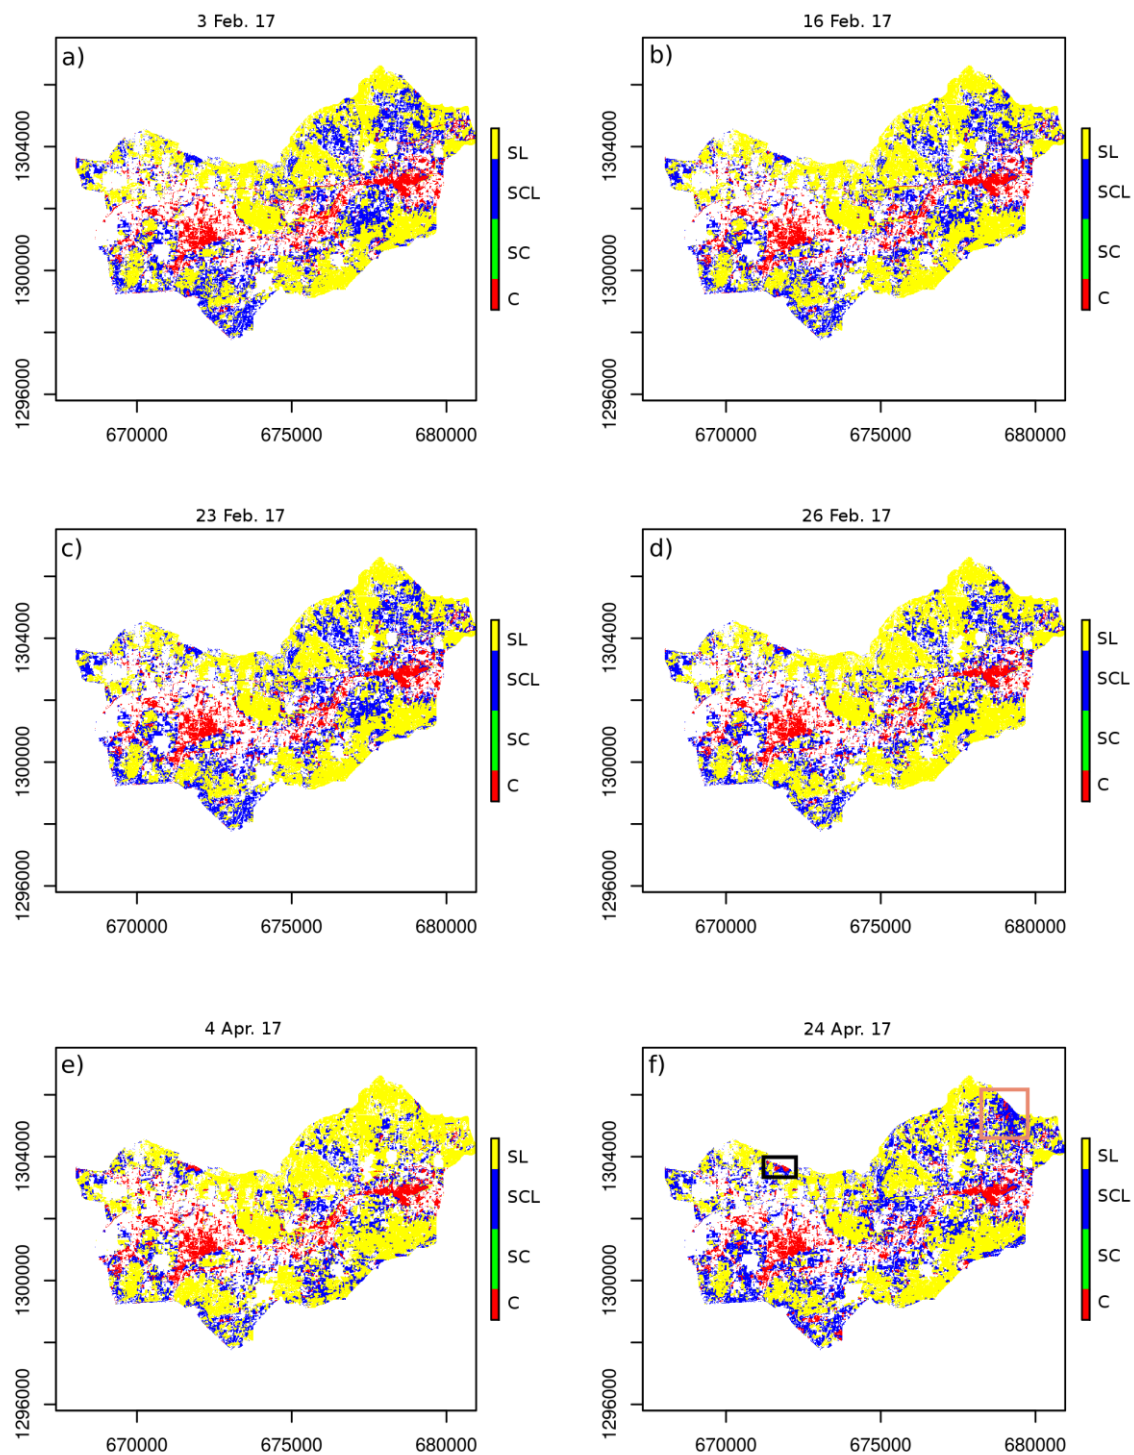 3 Feb. 17
a)
1304000
1300000
1296000
670000
675000
680000
SL
SCL
SC
C
16 Feb. 17
b)
1304000
1300000
1296000
670000
675000
680000
SL
SCL
SC
C
23 Feb. 17
c)
1304000
1300000
1296000
670000
675000
680000
SL
SCL
SC
C
26 Feb. 17
d)
1304000
1300000
1296000
670000
675000
680000
SL
SCL
SC
C
4 Apr. 17
e)
1304000
1300000
1296000
670000
675000
680000
SL
SCL
SC
C
24 Apr. 17
f)
1304000
1300000
1296000
670000
675000
680000
SL
SCL
SC
C